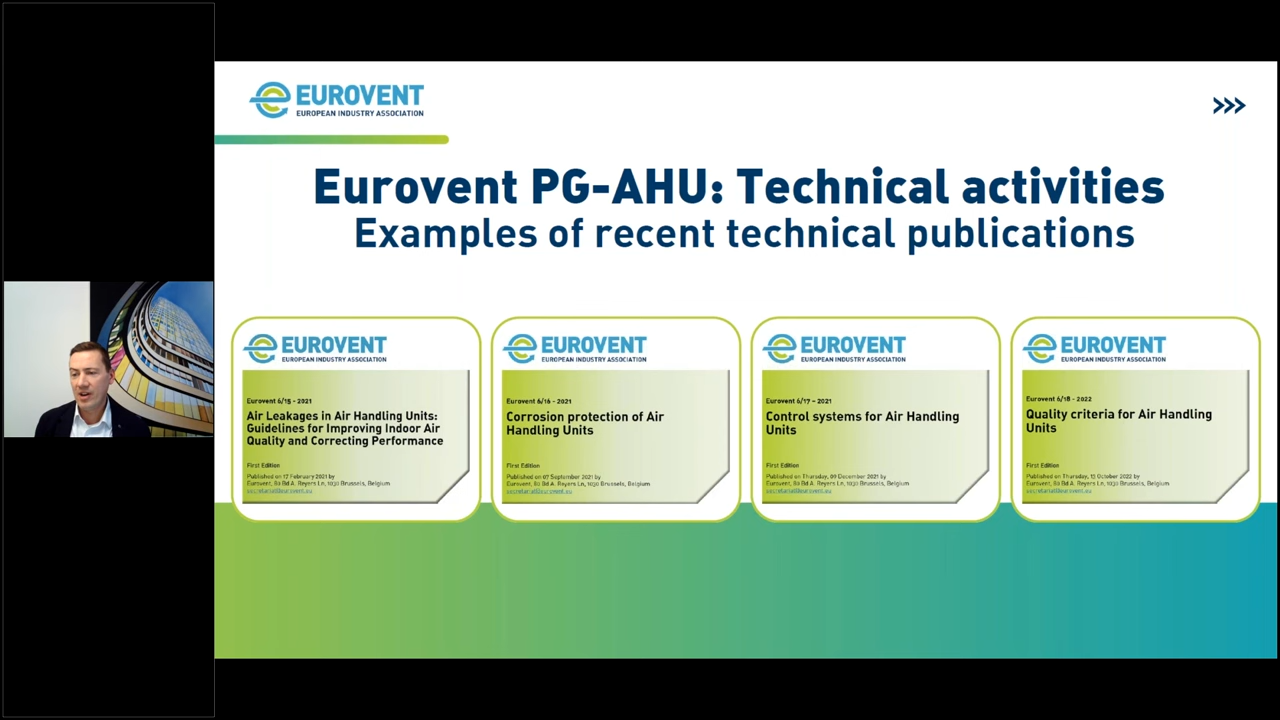 EUROVENT
EUROPEAN INDUSTRY ASSOCIATION
Eurovent PG-AHU: Technical activities
Examples of recent technical publications
EUROVENT
EUROPEAN INDUSTRY ASSOCIATION
Eurovent 6/15 - 2021
Air Leakages in Air Handling Units:
Guidelines for Improving Indoor Air
Quality and Correcting Performance
First Edition
Published on 17 February 2021 by
Eurovent, 80 Bd A. Reyers Ln, 1030 Brussels, Belgium
secretariat@eurovent.eu
EUROVENT
EUROPEAN INDUSTRY ASSOCIATION
Eurovent 6/16 - 2021
Corrosion protection of Air
Handling Units
First Edition
Published on 07 September 2021 by
Eurovent, 80 Bd A. Reyers Ln, 1030 Brussels, Belgium
secretariat@eurovent.eu
EUROVENT
EUROPEAN INDUSTRY ASSOCIATION
Eurovent 6/17 - 2021
Control systems for Air Handling
Units
First Edition
Published on Thursday, 09 December 2021 by
Eurovent, 80 Bd A. Reyers Ln, 1030 Brussels, Belgium
secretariat@eurovent.eu
EUROVENT
EUROPEAN INDUSTRY ASSOCIATION
Eurovent 6/18 - 2022
Quality criteria for Air Handling
Units
First Edition
Published on Thursday, 13 October 2022 by
Eurovent, 80 Bd A. Reyers Ln, 1030 Brussels, Belgium
secretariat@eurovent.eu